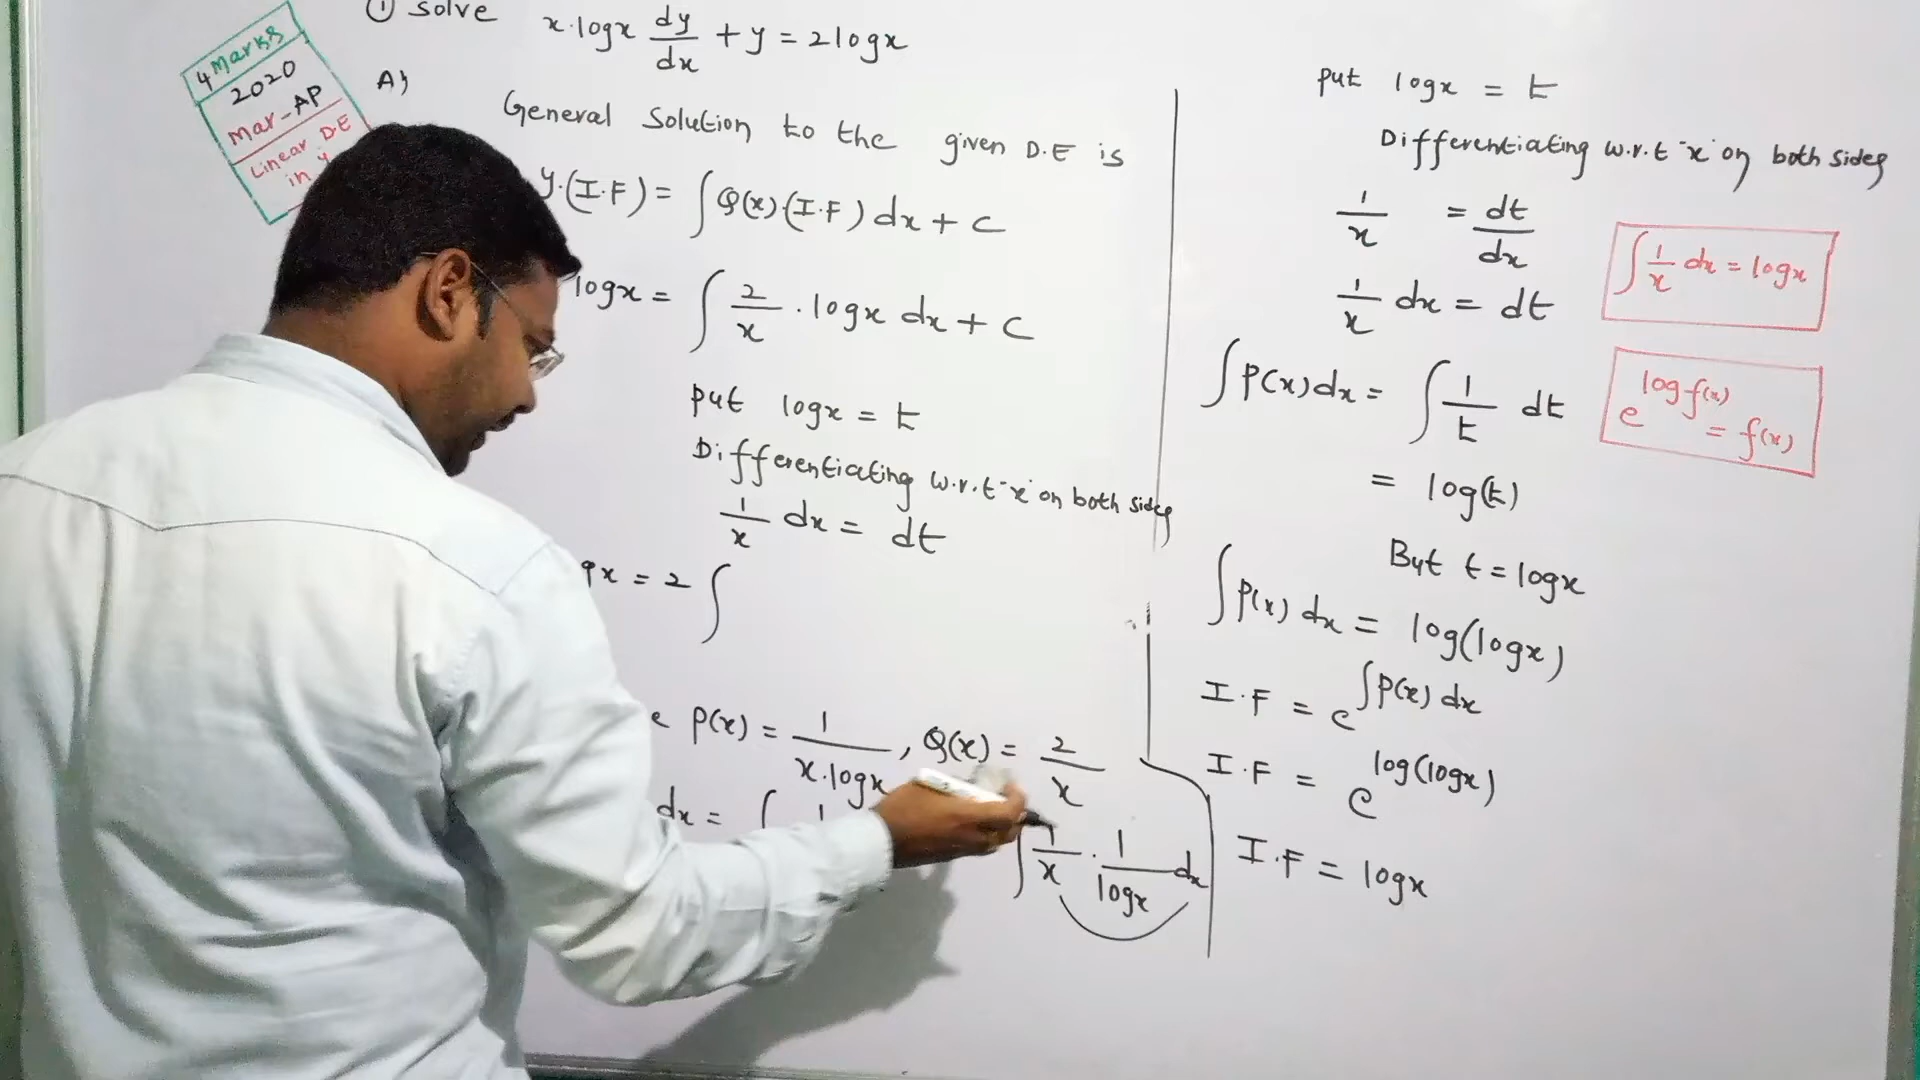 ① Solve x·logx dy/dx + y = 2logx
4 Marks
2020
Mar-AP
Linear D.E
in y
A)
General Solution to the given D.E is
y·(I·F) = ∫Q(x)·(I·F) dx + c
logx = ∫ 2/x · logx dx + c
put logx = t
Differentiating w.r.t "x" on both sides
1/x dx = dt
gx = 2 ∫
e p(x) = 1/x·logx , Q(x) = 2/x
dx = ∫ 1
∫ 1/x · 1/logx dx
put logx = t
Differentiating w.r.t "x" on both sides
1/x = dt/dx
1/x dx = dt
∫p(x)dx = ∫ 1/t dt
= log(t)
But t = logx
∫p(x) dx = log(logx)
I·F = e^∫p(x) dx
I·F = e^log(logx)
I·F = logx
∫ 1/x dx = logx
e^log f(x) = f(x)